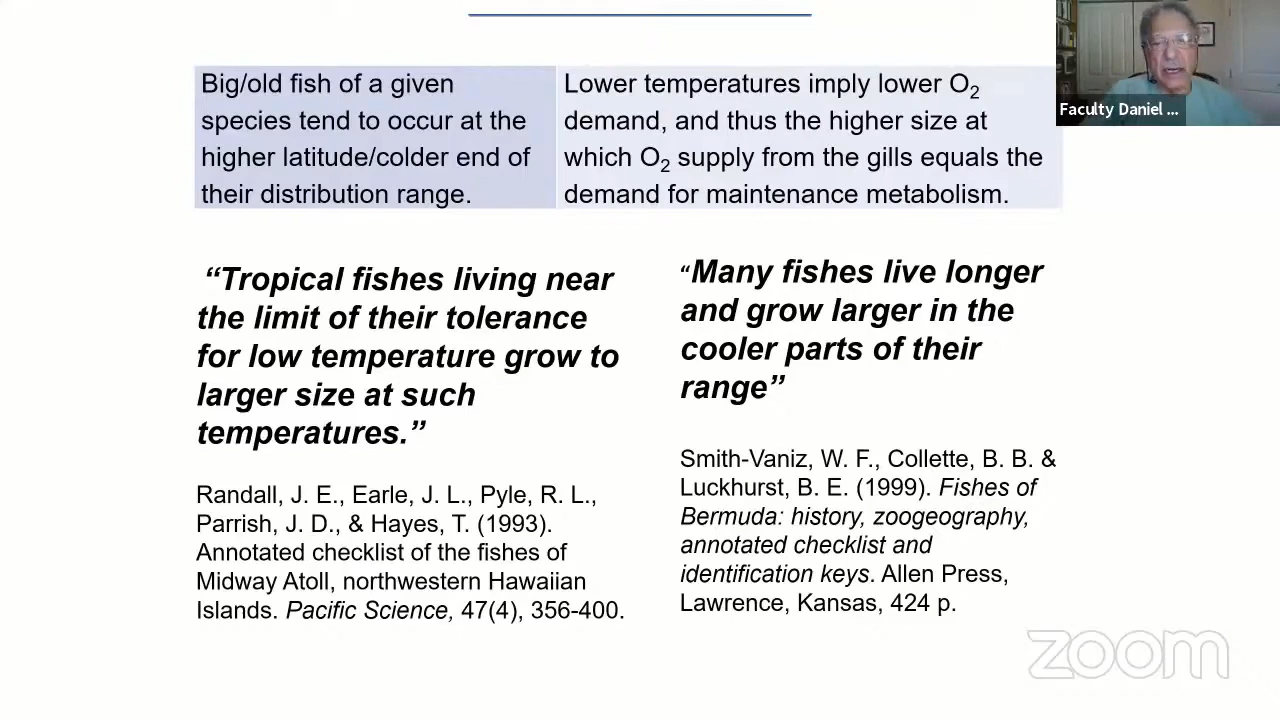 Big/old fish of a given
species tend to occur at the
higher latitude/colder end of
their distribution range.
Lower temperatures imply lower O₂
demand, and thus the higher size at
which O₂ supply from the gills equals the
demand for maintenance metabolism.
Faculty Daniel ...
“Tropical fishes living near
the limit of their tolerance
for low temperature grow to
larger size at such
temperatures.”
Randall, J. E., Earle, J. L., Pyle, R. L.,
Parrish, J. D., & Hayes, T. (1993).
Annotated checklist of the fishes of
Midway Atoll, northwestern Hawaiian
Islands. Pacific Science, 47(4), 356-400.
“Many fishes live longer
and grow larger in the
cooler parts of their
range”
Smith-Vaniz, W. F., Collette, B. B. &
Luckhurst, B. E. (1999). Fishes of
Bermuda: history, zoogeography,
annotated checklist and
identification keys. Allen Press,
Lawrence, Kansas, 424 p.
zoom